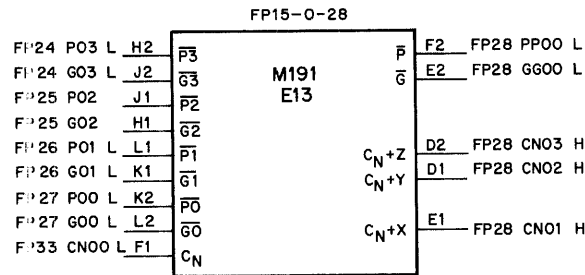 FP15-0-28
FP24 P03 L H2 P3
FP24 G03 L J2 G3
FP25 P02 J1 P2
FP25 G02 H1 G2
FP26 P01 L L1 P1
FP26 G01 L K1 G1
FP27 P00 L K2 P0
FP27 G00 L L2 G0
FP33 CN00 L F1 CN
M191
E13
P F2 FP28 PP00 L
G E2 FP28 GG00 L
CN+Z D2 FP28 CN03 H
CN+Y D1 FP28 CN02 H
CN+X E1 FP28 CN01 H